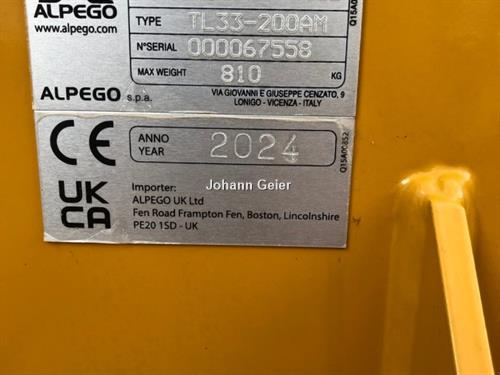 ALPEGO
www.alpego.com
TYPE TL33-200AM
N°SERIAL 000067558
MAX WEIGHT 810 KG
ALPEGO s.p.a. VIA GIOVANNI E GIUSEPPE CENZATO, 9
LONIGO - VICENZA - ITALY
CE
ANNO
YEAR 2024
Johann Geier
UK
CA
Importer:
ALPEGO UK Ltd
Fen Road Frampton Fen, Boston, Lincolnshire
PE20 1SD - UK